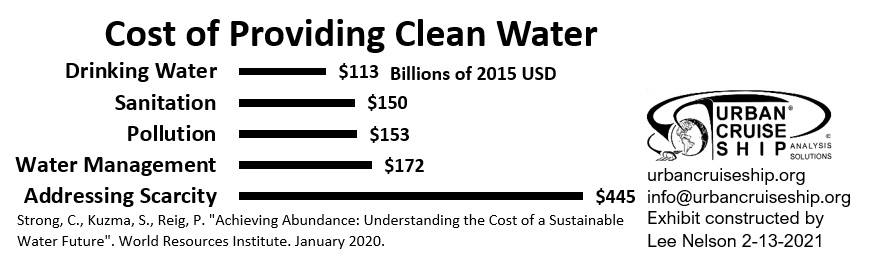 Cost of Providing Clean Water
Drinking Water $113 Billions of 2015 USD
Sanitation $150
Pollution $153
Water Management $172
Addressing Scarcity $445
Strong, C., Kuzma, S., Reig, P. "Achieving Abundance: Understanding the Cost of a Sustainable
Water Future". World Resources Institute. January 2020.
URBAN®
CRUISE
SHIP
©
ANALYSIS
SOLUTIONS
urbancruiseship.org
info@urbancruiseship.org
Exhibit constructed by
Lee Nelson 2-13-2021